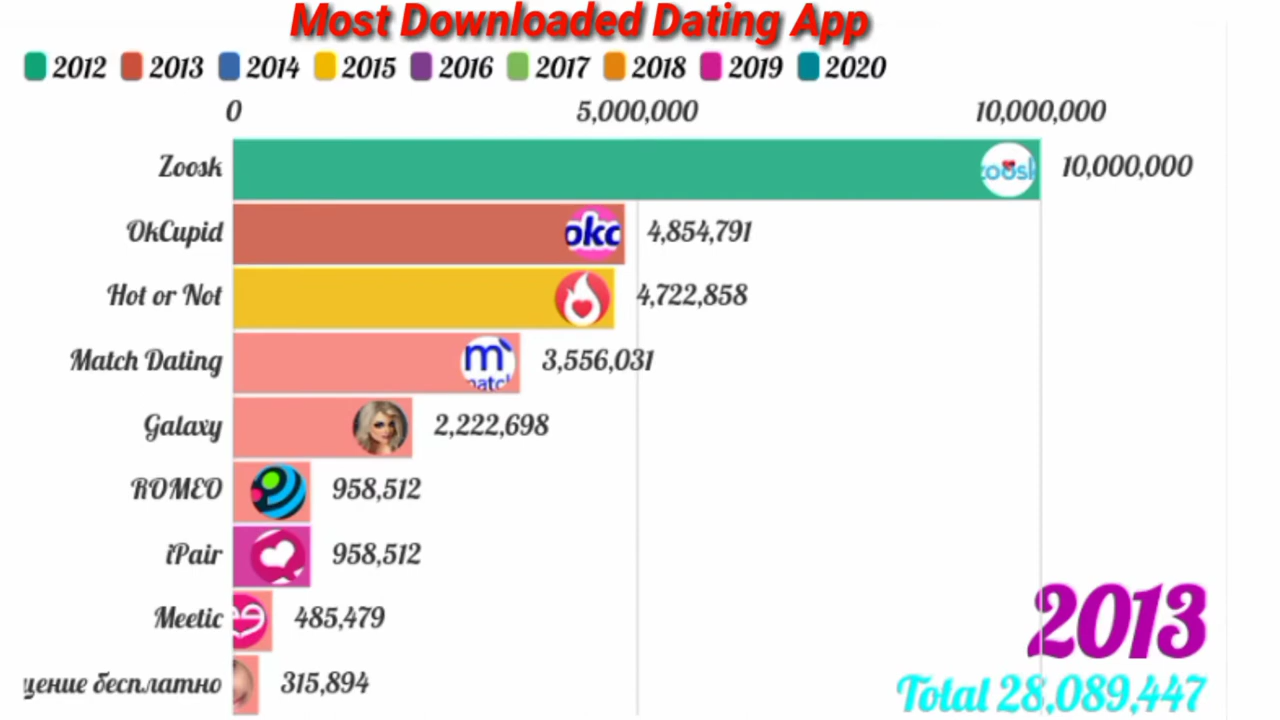 Most Downloaded Dating App
2012 2013 2014 2015 2016 2017 2018 2019 2020
0 5,000,000 10,000,000
Zoosk zoosk 10,000,000
OkCupid okc 4,854,791
Hot or Not 4,722,858
Match Dating m matcl 3,556,031
Galaxy 2,222,698
ROMEO 958,512
iPair 958,512
Meetic 485,479
щение бесплатно 315,894
2013
Total 28,089,447